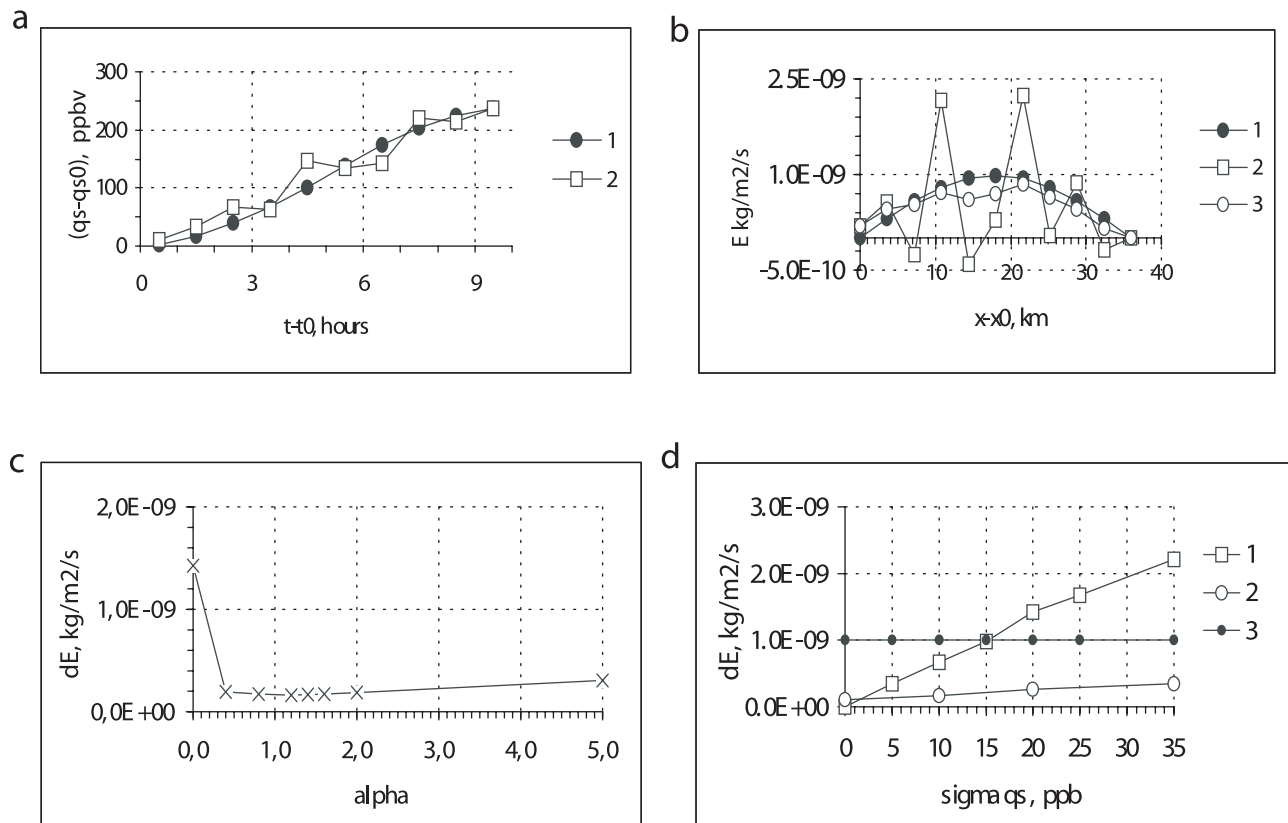 a
300
200
100
0
(qs-qs0), ppbv
0 3 6 9
t-t0, hours
1
2
b
2.5E-09
1.0E-09
-5.0E-10
E kg/m2/s
0 10 20 30 40
x-x0, km
1
2
3
c
2,0E-09
1,0E-09
0,0E+00
dE, kg/m2/s
0,0 1,0 2,0 3,0 4,0 5,0
alpha
d
3.0E-09
2.0E-09
1.0E-09
0.0E+00
dE, kg/m2/s
0 5 10 15 20 25 30 35
sigma qs, ppb
1
2
3